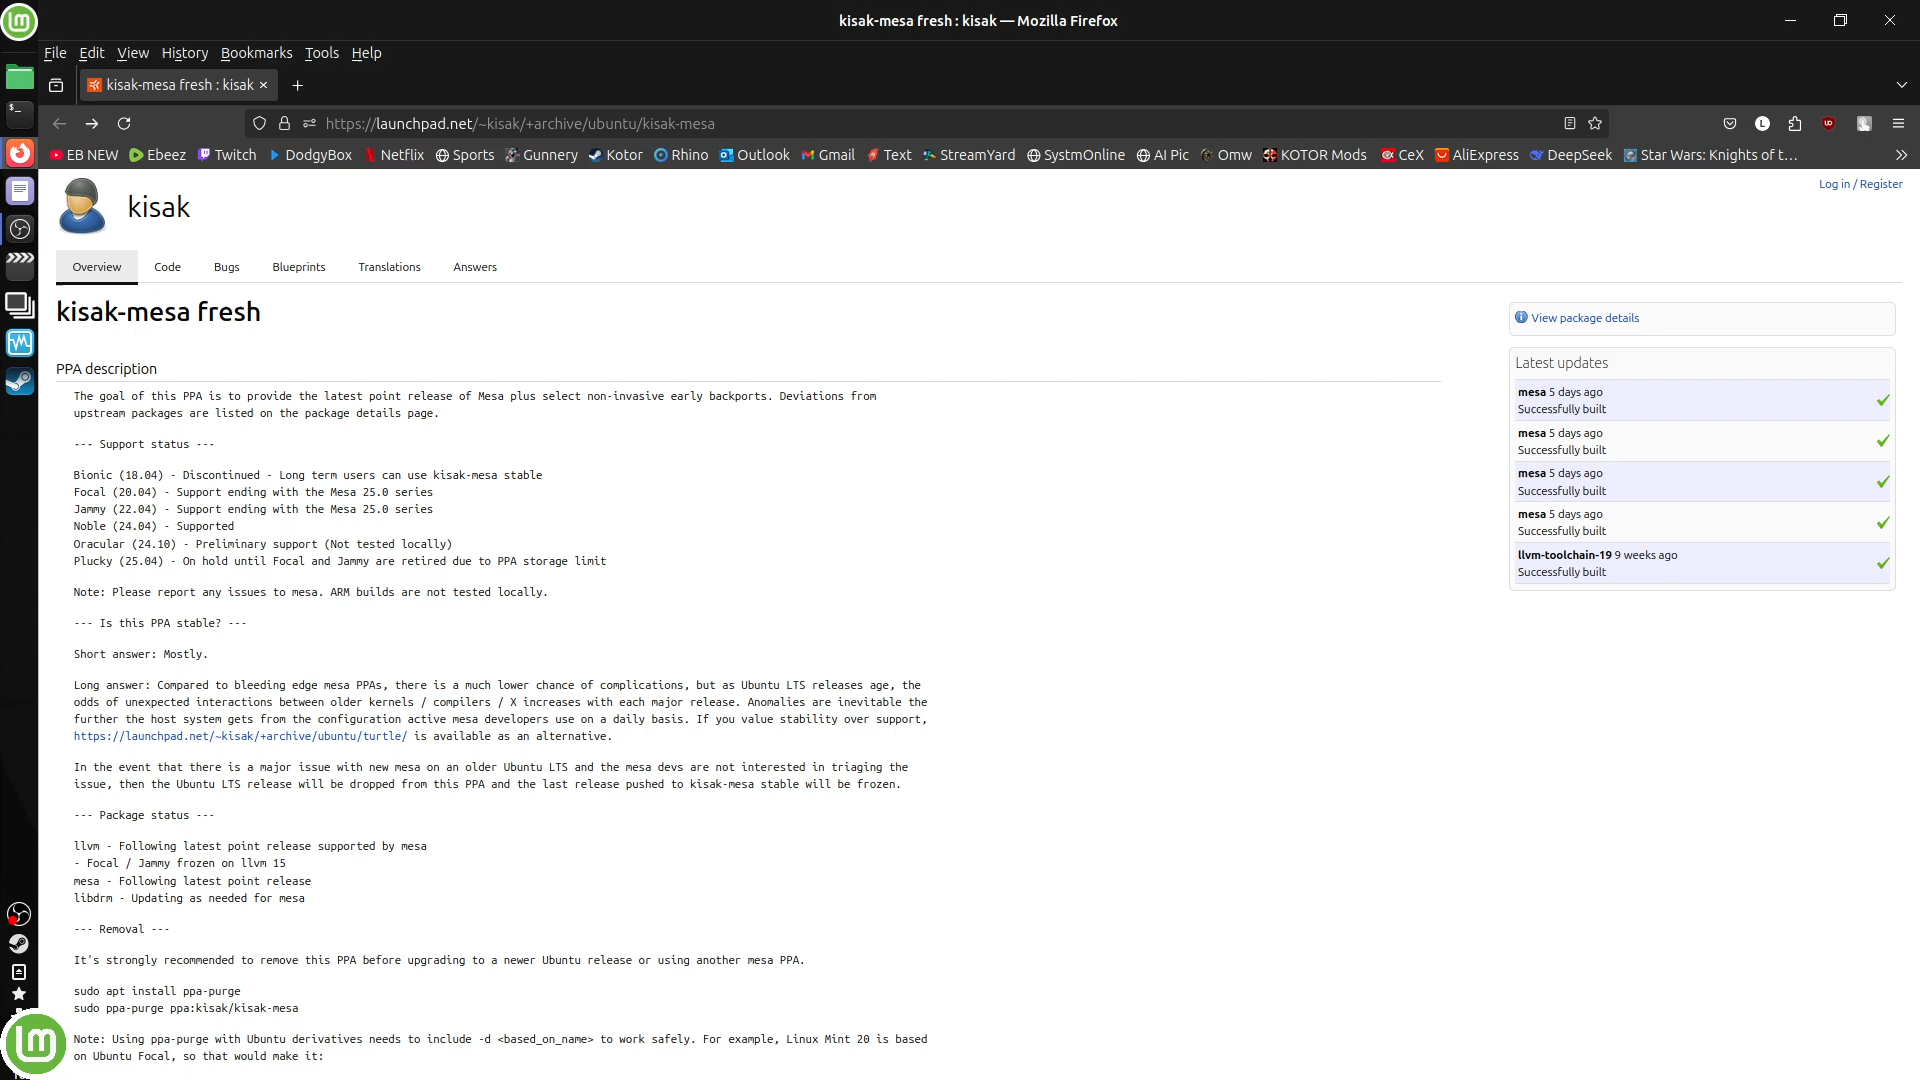 kisak-mesa fresh : kisak — Mozilla Firefox
File Edit View History Bookmarks Tools Help
kisak-mesa fresh : kisak
https://launchpad.net/~kisak/+archive/ubuntu/kisak-mesa
EB NEW Ebeez Twitch DodgyBox Netflix Sports Gunnery Kotor Rhino Outlook Gmail Text StreamYard SystmOnline AI Pic Omw KOTOR Mods CeX AliExpress DeepSeek Star Wars: Knights of t…
Log in / Register
kisak
Overview Code Bugs Blueprints Translations Answers
kisak-mesa fresh
PPA description
The goal of this PPA is to provide the latest point release of Mesa plus select non-invasive early backports. Deviations from
upstream packages are listed on the package details page.
--- Support status ---
Bionic (18.04) - Discontinued - Long term users can use kisak-mesa stable
Focal (20.04) - Support ending with the Mesa 25.0 series
Jammy (22.04) - Support ending with the Mesa 25.0 series
Noble (24.04) - Supported
Oracular (24.10) - Preliminary support (Not tested locally)
Plucky (25.04) - On hold until Focal and Jammy are retired due to PPA storage limit
Note: Please report any issues to mesa. ARM builds are not tested locally.
--- Is this PPA stable? ---
Short answer: Mostly.
Long answer: Compared to bleeding edge mesa PPAs, there is a much lower chance of complications, but as Ubuntu LTS releases age, the
odds of unexpected interactions between older kernels / compilers / X increases with each major release. Anomalies are inevitable the
further the host system gets from the configuration active mesa developers use on a daily basis. If you value stability over support,
https://launchpad.net/~kisak/+archive/ubuntu/turtle/ is available as an alternative.
In the event that there is a major issue with new mesa on an older Ubuntu LTS and the mesa devs are not interested in triaging the
issue, then the Ubuntu LTS release will be dropped from this PPA and the last release pushed to kisak-mesa stable will be frozen.
--- Package status ---
llvm - Following latest point release supported by mesa
- Focal / Jammy frozen on llvm 15
mesa - Following latest point release
libdrm - Updating as needed for mesa
--- Removal ---
It's strongly recommended to remove this PPA before upgrading to a newer Ubuntu release or using another mesa PPA.
sudo apt install ppa-purge
sudo ppa-purge ppa:kisak/kisak-mesa
Note: Using ppa-purge with Ubuntu derivatives needs to include -d <based_on_name> to work safely. For example, Linux Mint 20 is based
on Ubuntu Focal, so that would make it:
View package details
Latest updates
mesa 5 days ago
Successfully built
mesa 5 days ago
Successfully built
mesa 5 days ago
Successfully built
mesa 5 days ago
Successfully built
llvm-toolchain-19 9 weeks ago
Successfully built